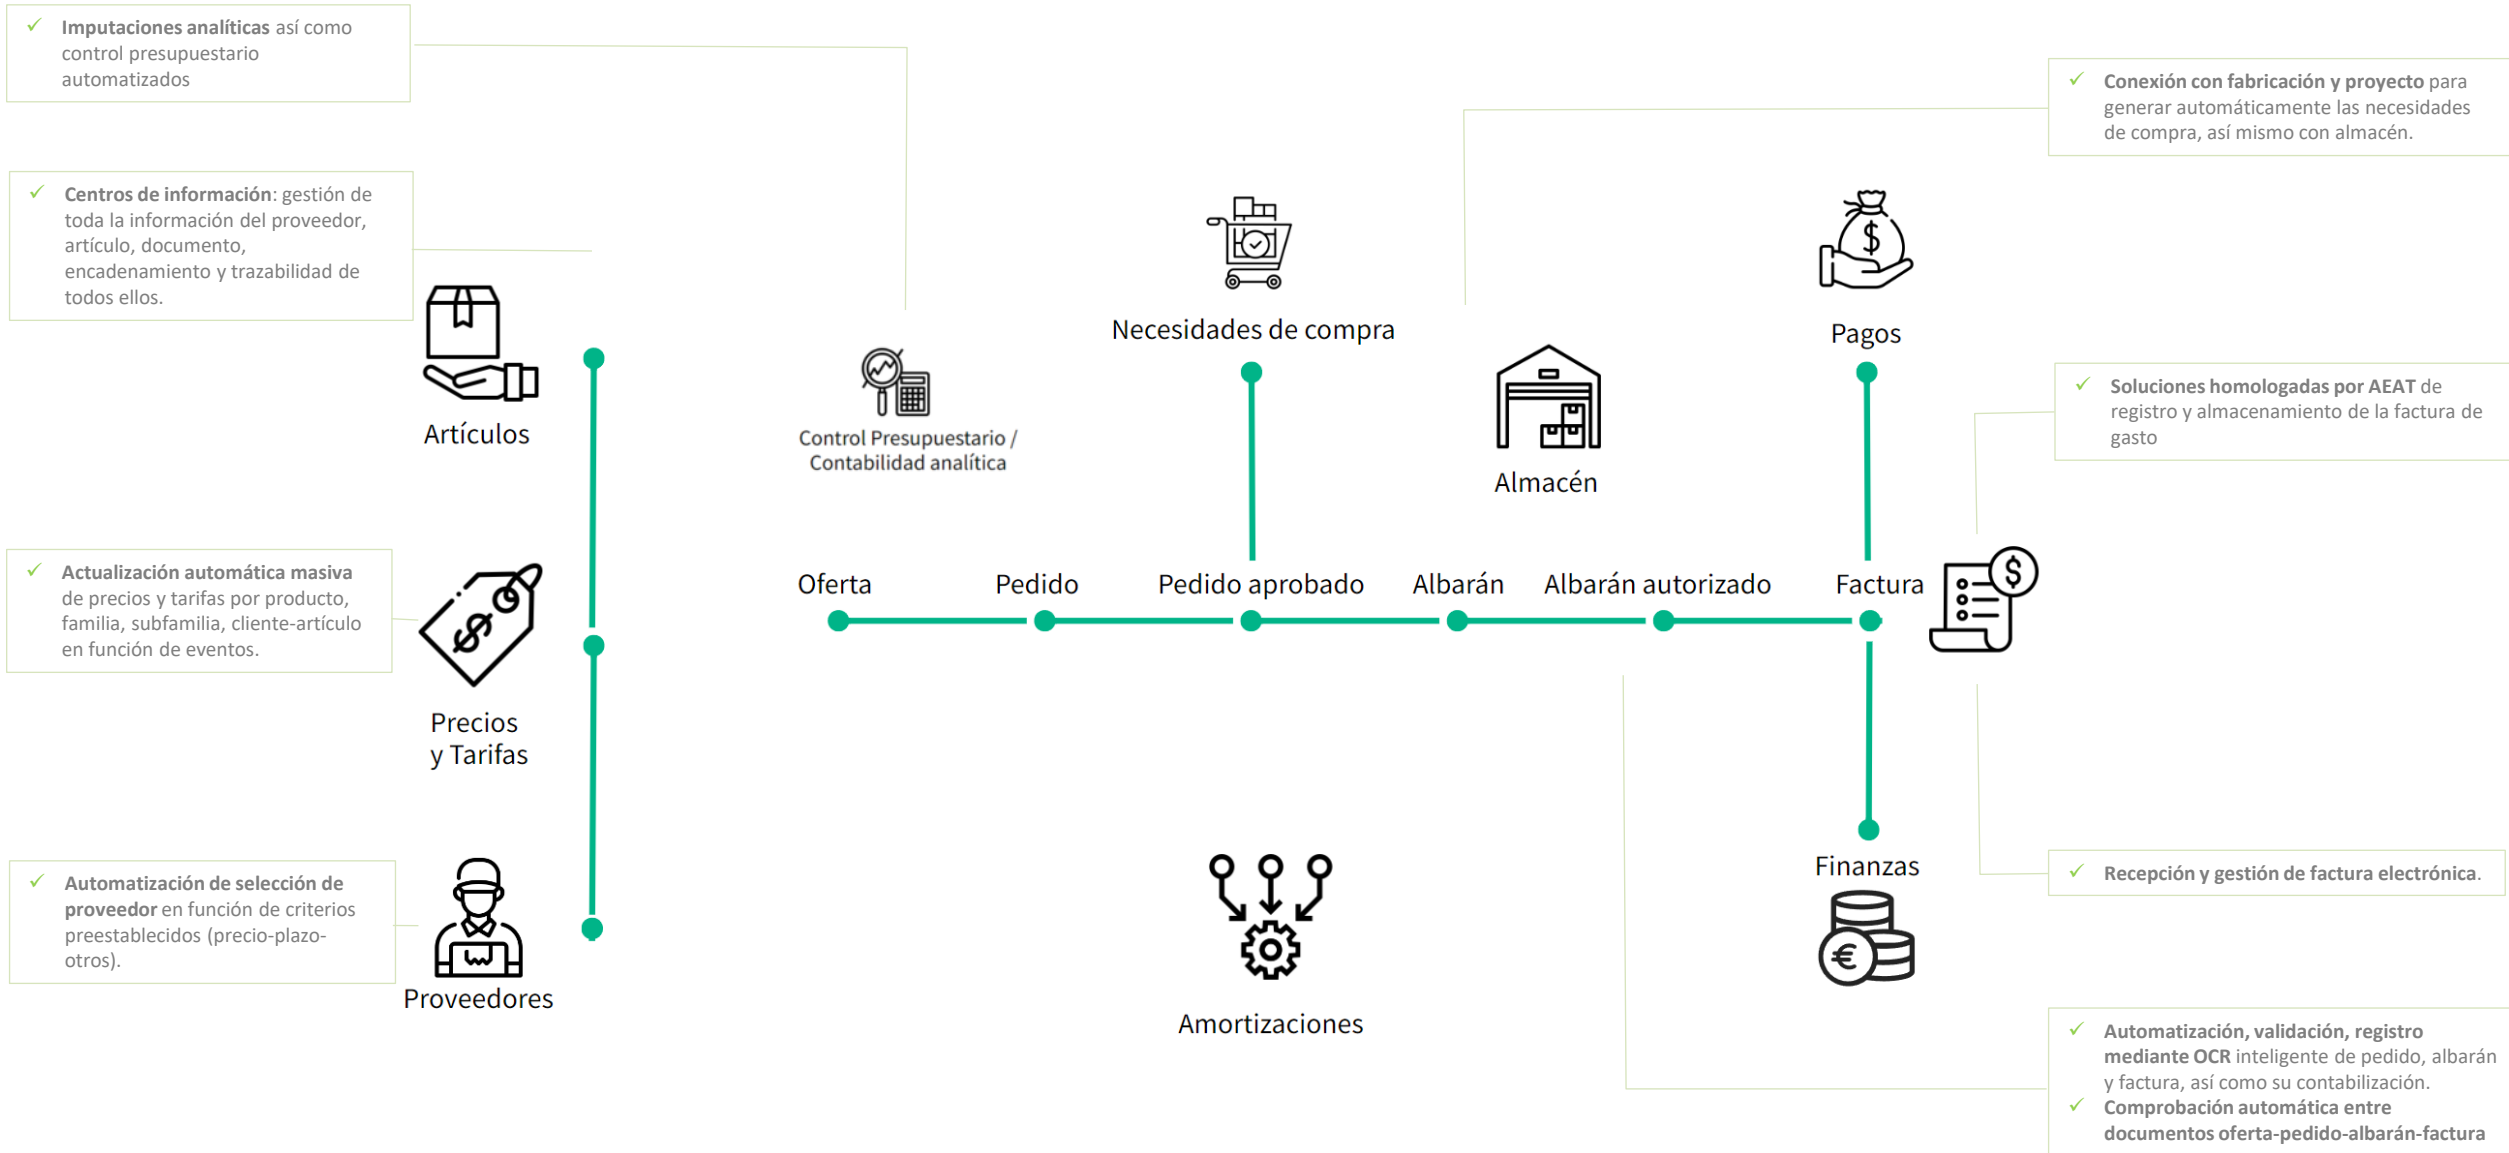 ✓ Imputaciones analíticas así como
control presupuestario
automatizados
✓ Conexión con fabricación y proyecto para
generar automáticamente las necesidades
de compra, así mismo con almacén.
✓ Centros de información: gestión de
toda la información del proveedor,
artículo, documento,
encadenamiento y trazabilidad de
todos ellos.
Artículos
Control Presupuestario /
Contabilidad analítica
Necesidades de compra
Almacén
$
Pagos
✓ Soluciones homologadas por AEAT de
registro y almacenamiento de la factura de
gasto
✓ Actualización automática masiva
de precios y tarifas por producto,
familia, subfamilia, cliente-artículo
en función de eventos.
$
Precios
y Tarifas
Oferta
Pedido
Pedido aprobado
Albarán
Albarán autorizado
Factura
$
✓ Automatización de selección de
proveedor en función de criterios
preestablecidos (precio-plazo-
otros).
Proveedores
Amortizaciones
Finanzas
€
✓ Recepción y gestión de factura electrónica.
✓ Automatización, validación, registro
mediante OCR inteligente de pedido, albarán
y factura, así como su contabilización.
✓ Comprobación automática entre
documentos oferta-pedido-albarán-factura